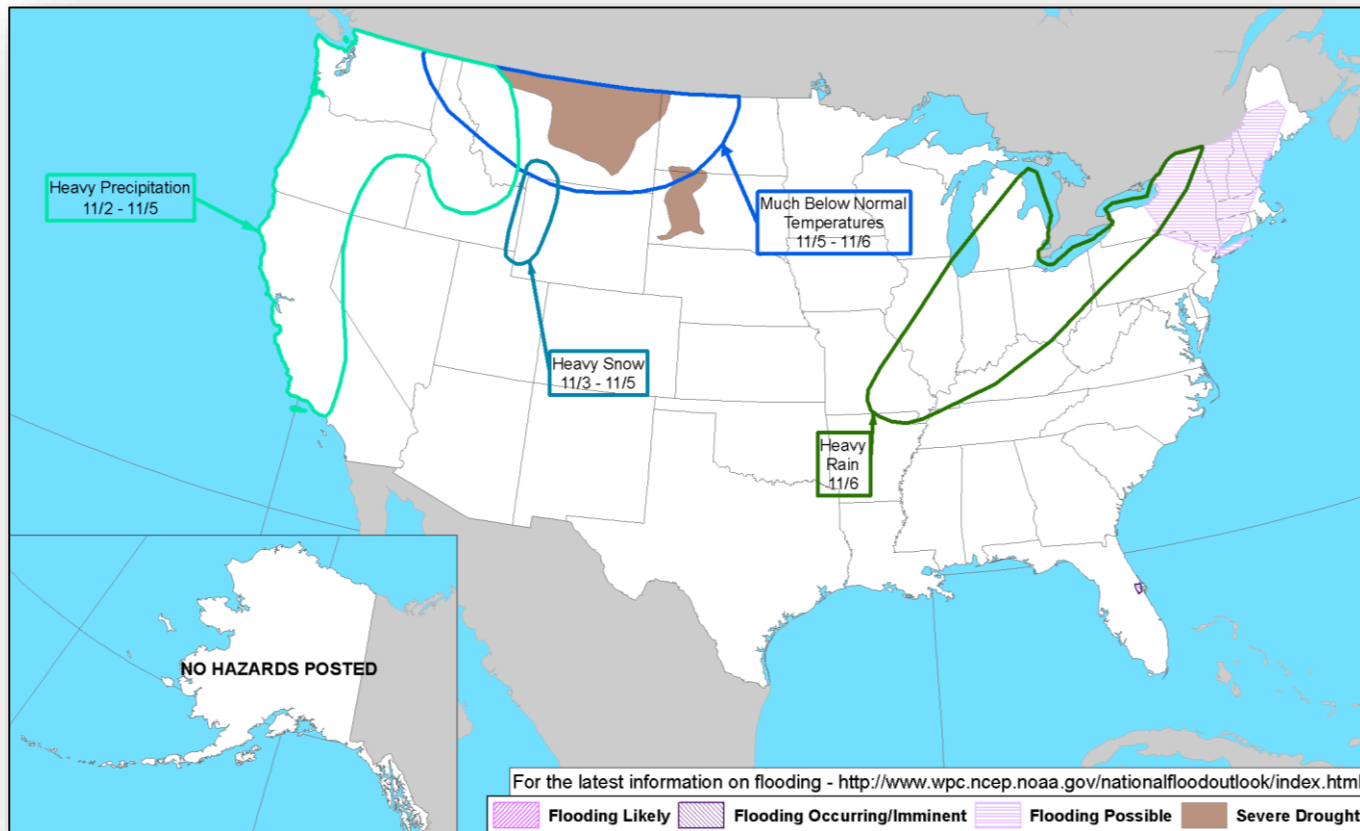 Heavy Precipitation
11/2 - 11/5
Much Below Normal
Temperatures
11/5 - 11/6
Heavy Snow
11/3 - 11/5
Heavy
Rain
11/6
NO HAZARDS POSTED
For the latest information on flooding - http://www.wpc.ncep.noaa.gov/nationalfloodoutlook/index.html
Flooding Likely Flooding Occurring/Imminent Flooding Possible Severe Drought